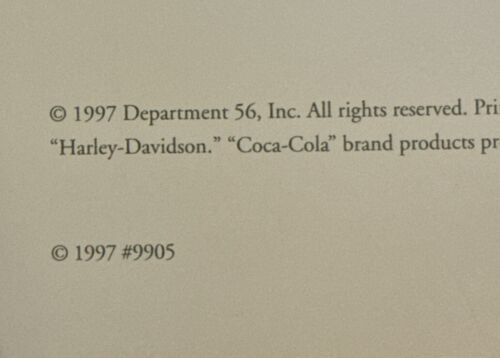 © 1997 Department 56, Inc. All rights reserved. Pri
“Harley-Davidson.” “Coca-Cola” brand products pr
© 1997 #9905